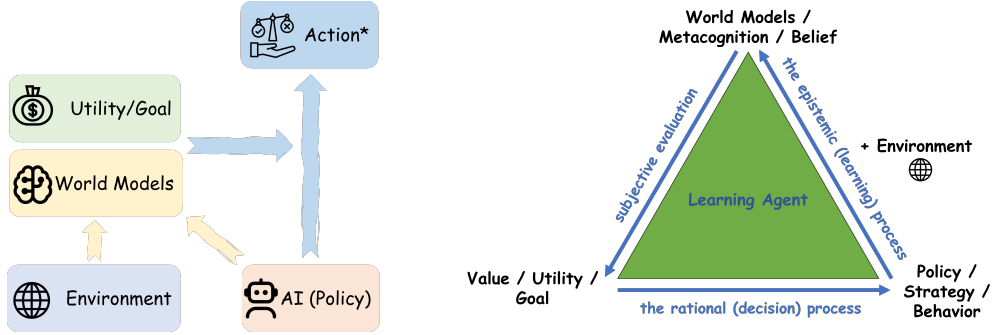 Action*
Utility/Goal
$
World Models
Environment
AI (Policy)
World Models /
Metacognition / Belief
subjective evaluation
the epistemic (learning) process
+ Environment
Learning Agent
Value / Utility /
Goal
the rational (decision) process
Policy /
Strategy /
Behavior